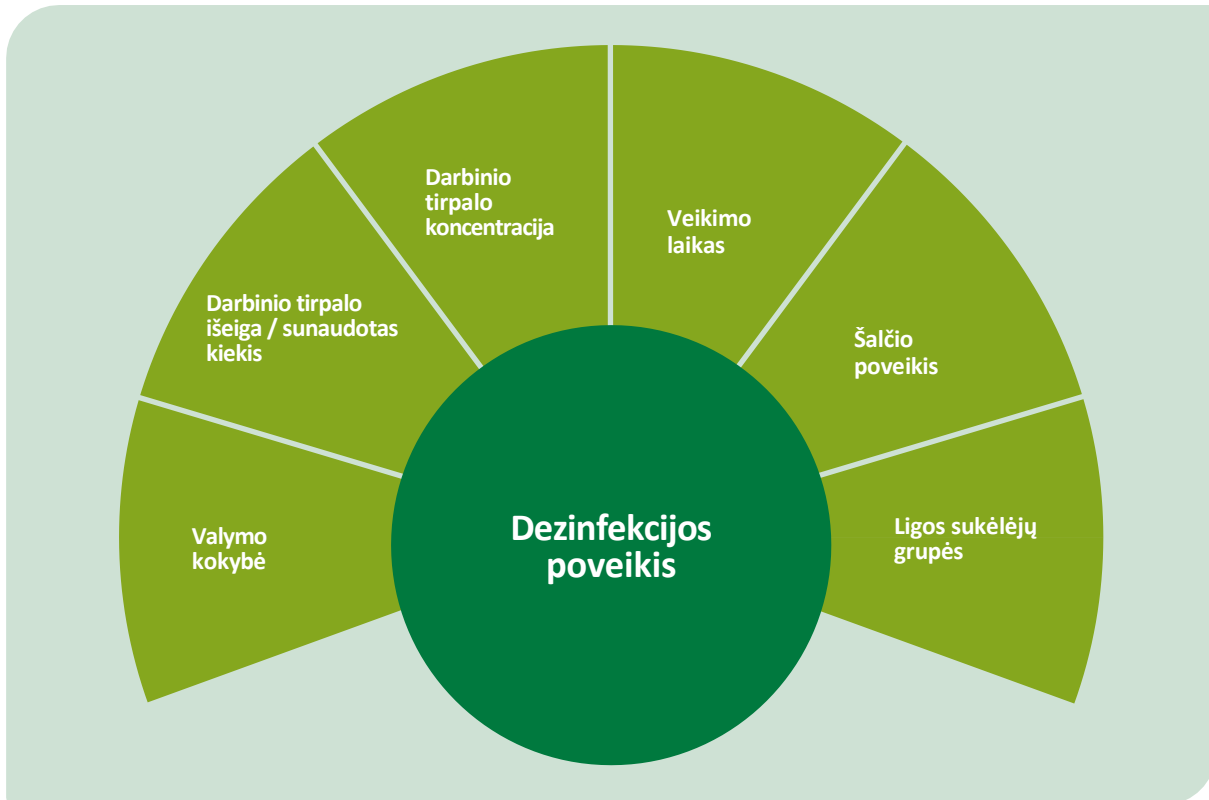 Darbinio
tirpalo
koncentracija
Veikimo
laikas
Darbinio tirpalo
išeiga / sunaudotas
kiekis
Šalčio
poveikis
Valymo
kokybė
Dezinfekcijos
poveikis
Ligos sukėlėjų
grupės